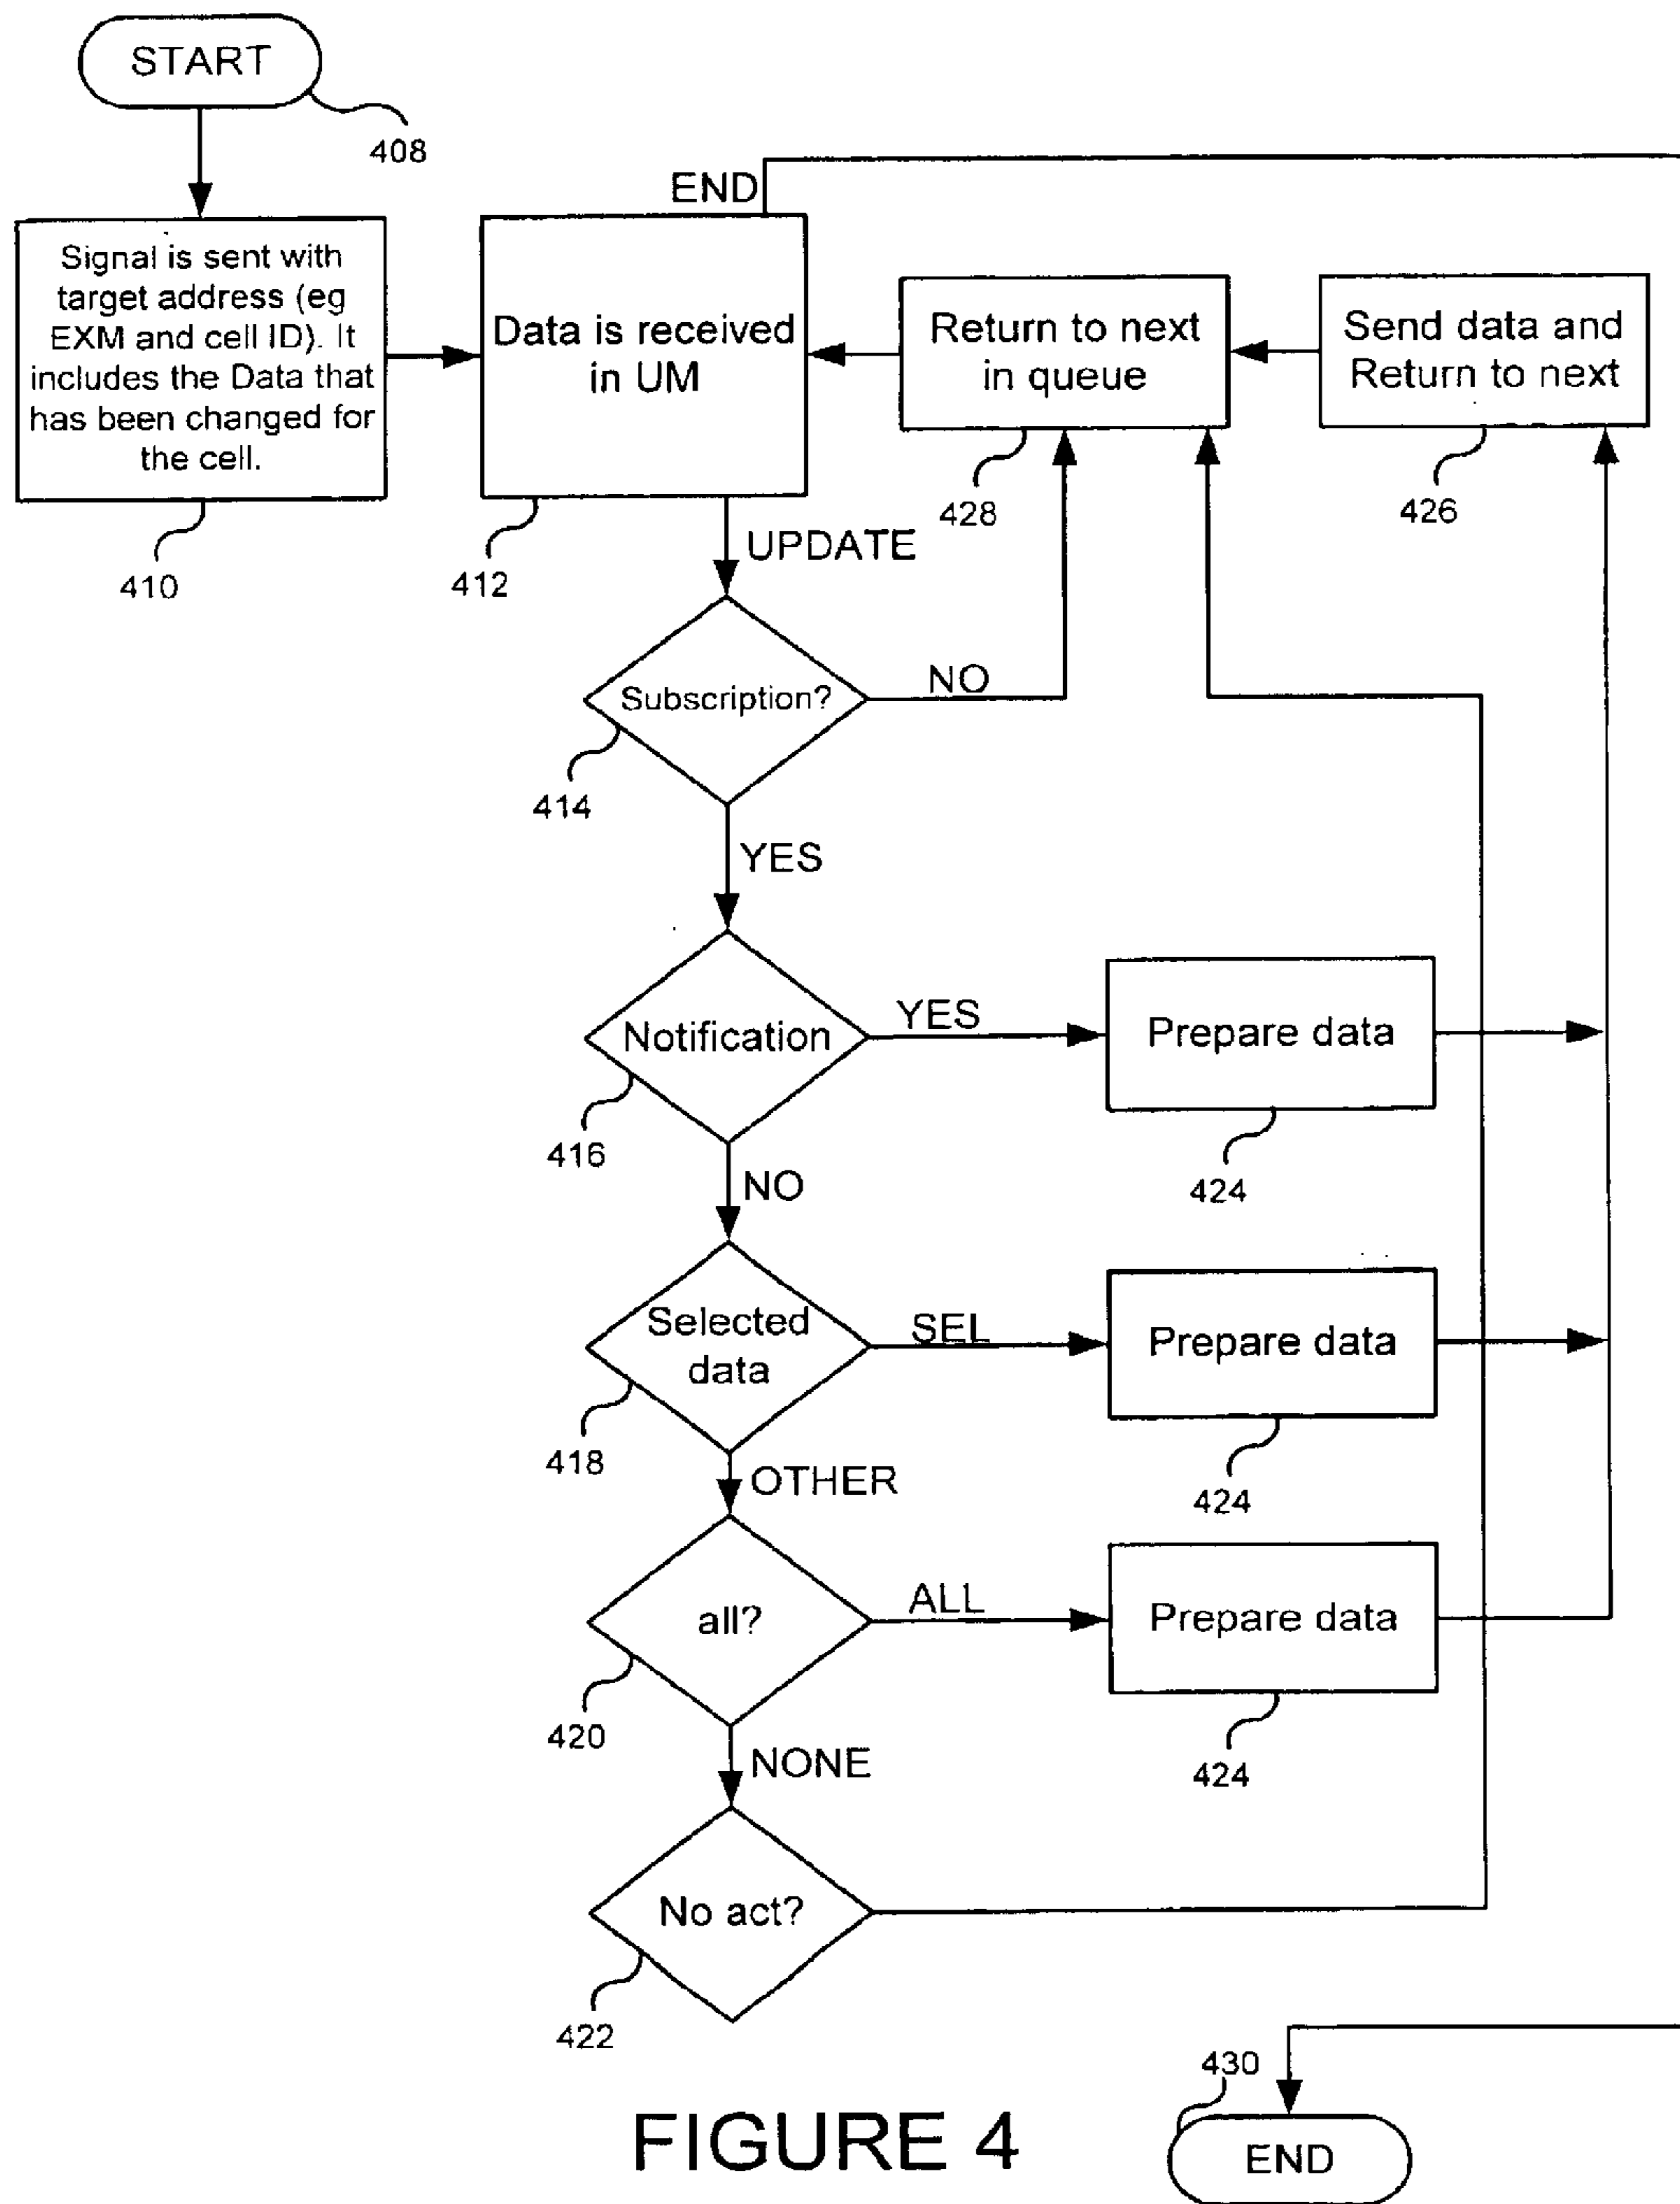 START
408
END
Signal is sent with
target address (eg
EXM and cell ID). It
includes the Data that
has been changed for
the cell.
410
Data is received
in UM
412
Return to next
in queue
428
Send data and
Return to next
426
UPDATE
Subscription?
NO
414
YES
Notification
YES
Prepare data
416
424
NO
Selected
data
SEL
Prepare data
418
424
OTHER
all?
ALL
Prepare data
420
424
NONE
No act?
422
430
END
FIGURE 4